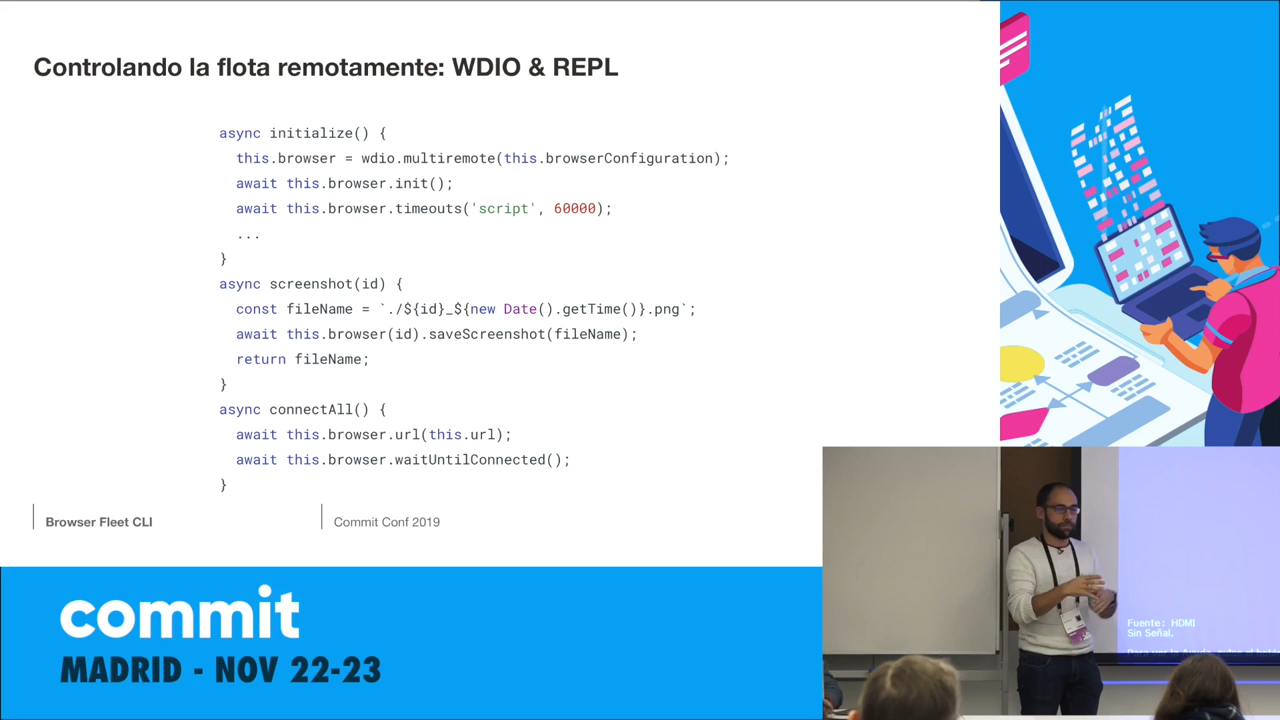 Controlando la flota remotamente: WDIO & REPL
async initialize() {
this.browser = wdio.multiremote(this.browserConfiguration);
await this.browser.init();
await this.browser.timeouts('script', 60000);
...
}
async screenshot(id) {
const fileName = `./${id}_${new Date().getTime()}.png`;
await this.browser(id).saveScreenshot(fileName);
return fileName;
}
async connectAll() {
await this.browser.url(this.url);
await this.browser.waitUntilConnected();
}
Browser Fleet CLI
Commit Conf 2019
commit
MADRID - NOV 22-23
Fuente: HDMI
Sin Señal.